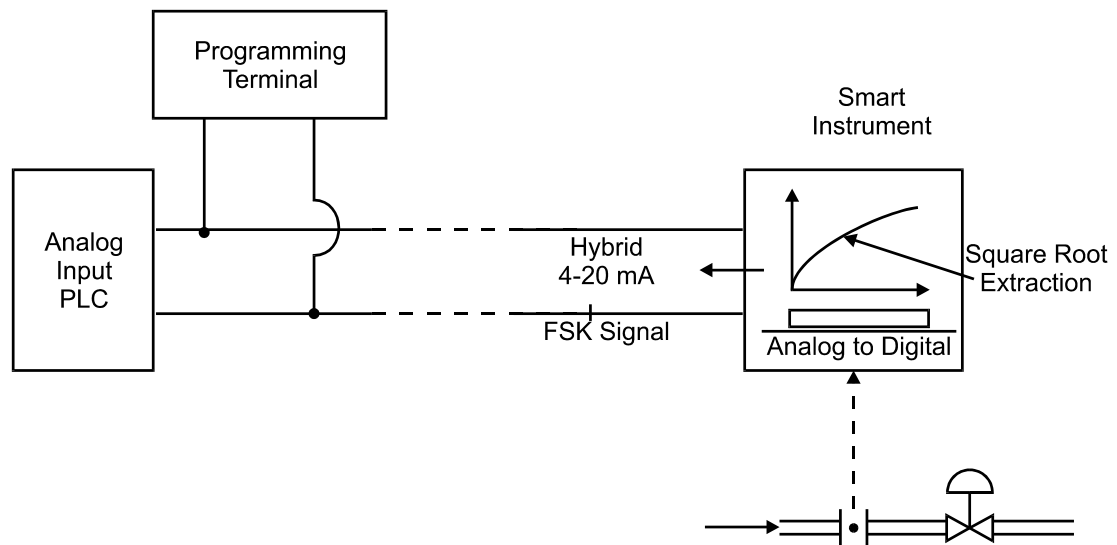 Programming
Terminal
Smart
Instrument
Analog
Input
PLC
Hybrid
4-20 mA
FSK Signal
Square Root
Extraction
Analog to Digital